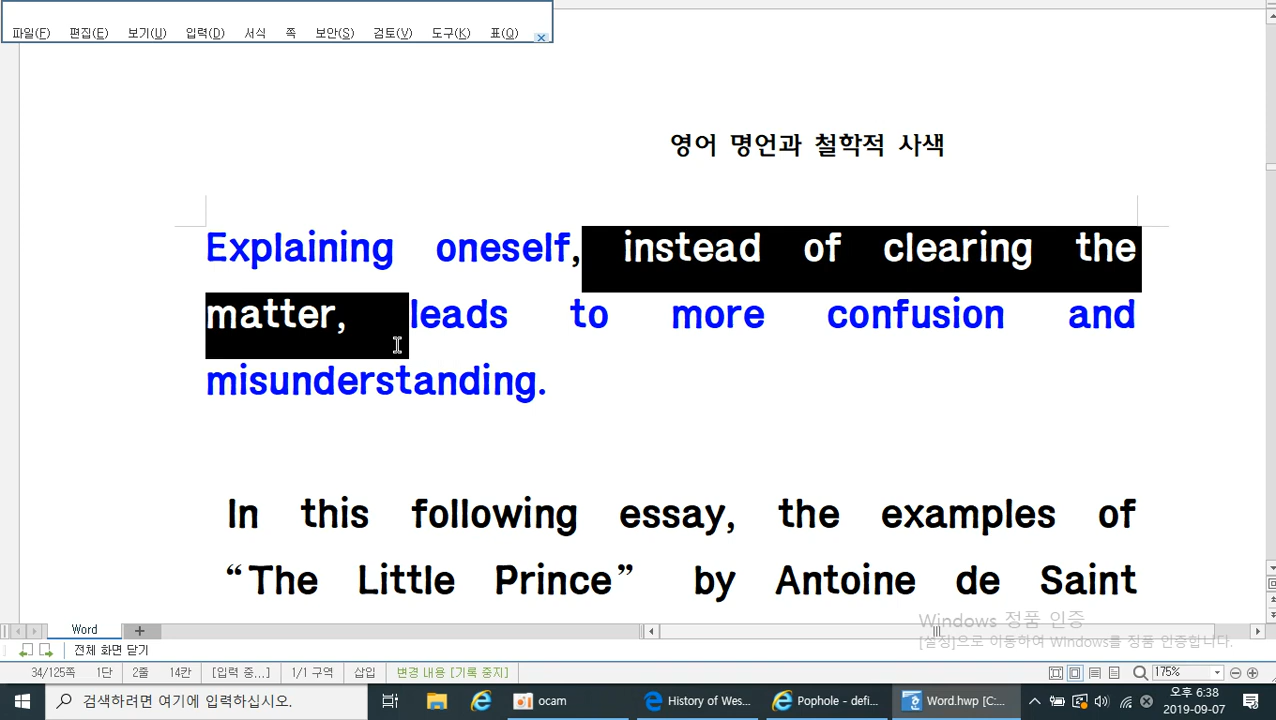 파일(F) 편집(E) 보기(U) 입력(D) 서식 쪽 보안(S) 검토(V) 도구(K) 표(Q)
영어 명언과 철학적 사색
Explaining oneself, instead of clearing the
matter, leads to more confusion and
misunderstanding.
In this following essay, the examples of
“The Little Prince” by Antoine de Saint
Windows 정품 인증
[설정]으로 이동하여 Windows를 정품 인증합니다.
Word
전체 화면 닫기
34/125쪽 1단 2줄 14칸 [입력 중...] 1/1 구역 삽입 변경 내용 [기록 중지] 175%
검색하려면 여기에 입력하십시오. ocam History of Wes... Pophole - defi... Word.hwp [C:... 오후 6:38
2019-09-07